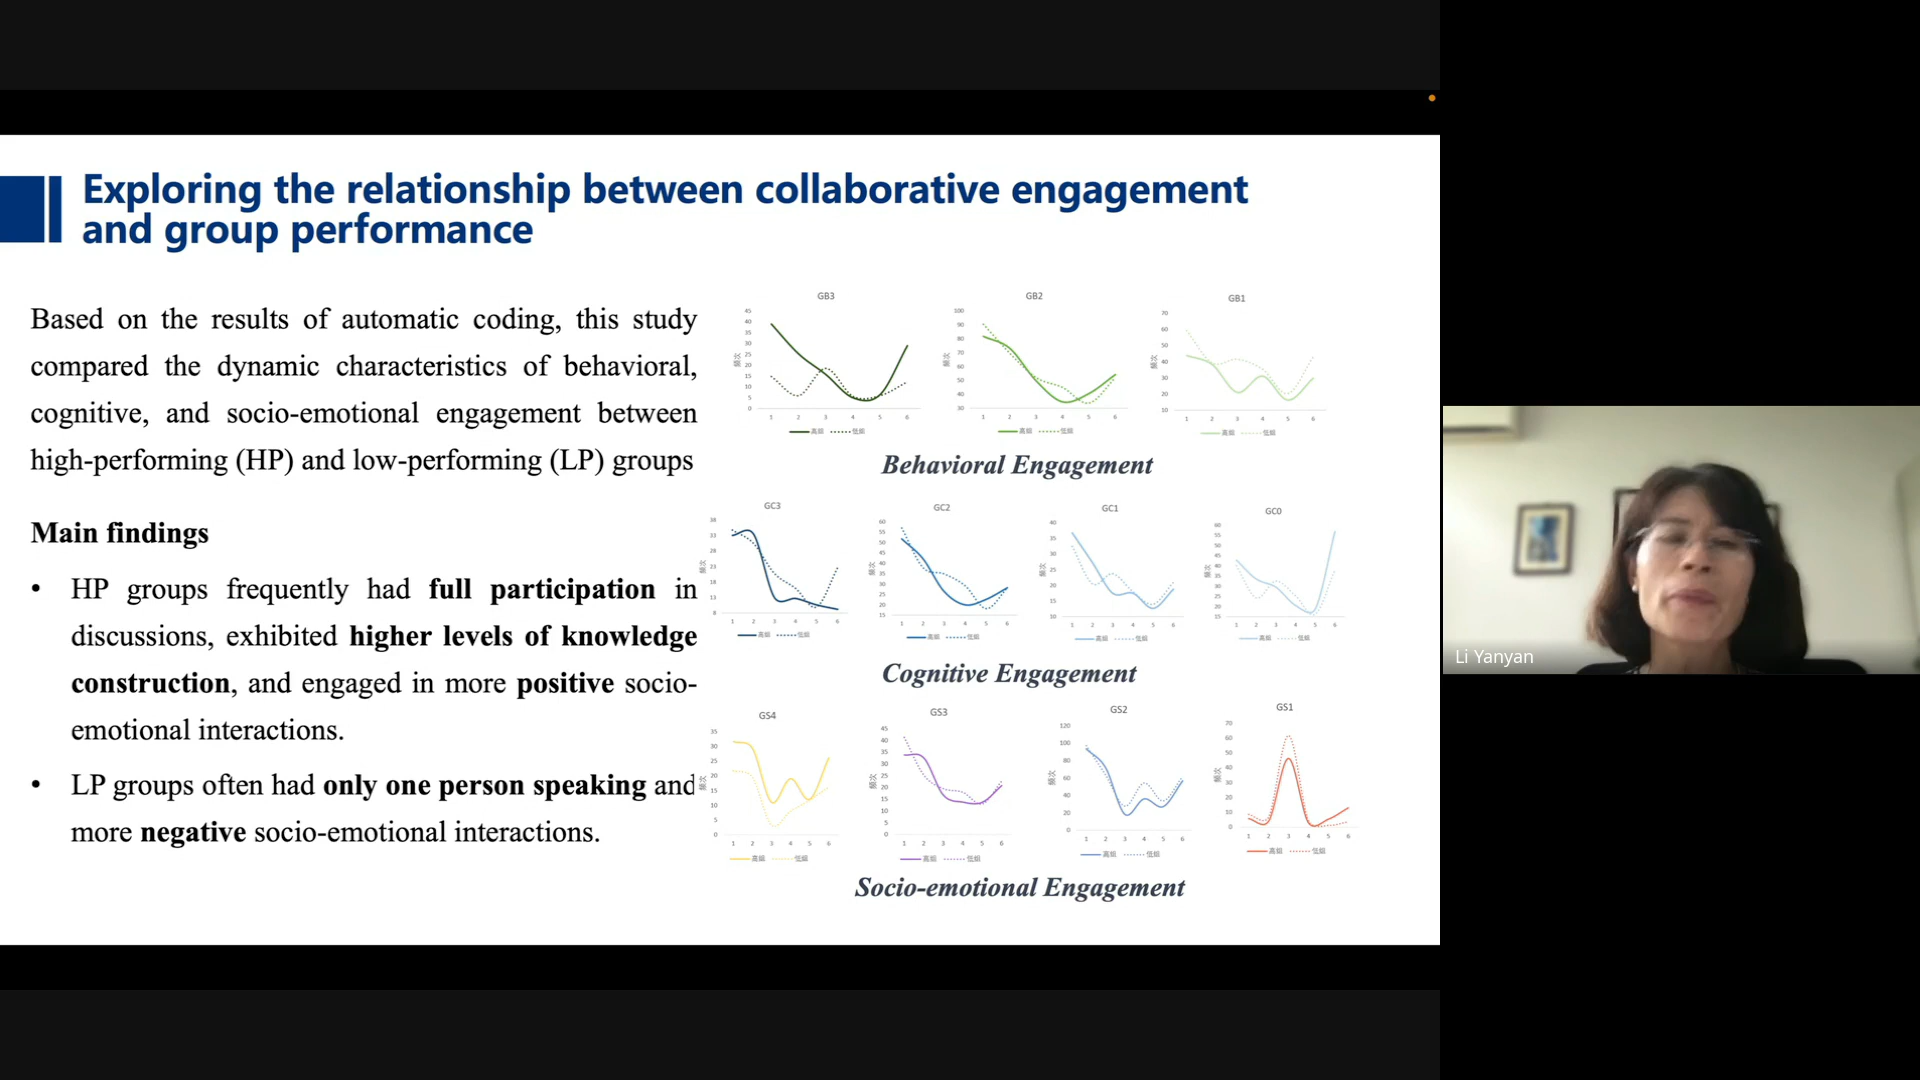 Exploring the relationship between collaborative engagement
and group performance
Based on the results of automatic coding, this study
compared the dynamic characteristics of behavioral,
cognitive, and socio-emotional engagement between
high-performing (HP) and low-performing (LP) groups
Main findings
• HP groups frequently had full participation in
discussions, exhibited higher levels of knowledge
construction, and engaged in more positive socio-
emotional interactions.
• LP groups often had only one person speaking and
more negative socio-emotional interactions.
GB3
GB2
GB1
Behavioral Engagement
GC3
GC2
GC1
GC0
Cognitive Engagement
GS4
GS3
GS2
GS1
Socio-emotional Engagement
Li Yanyan